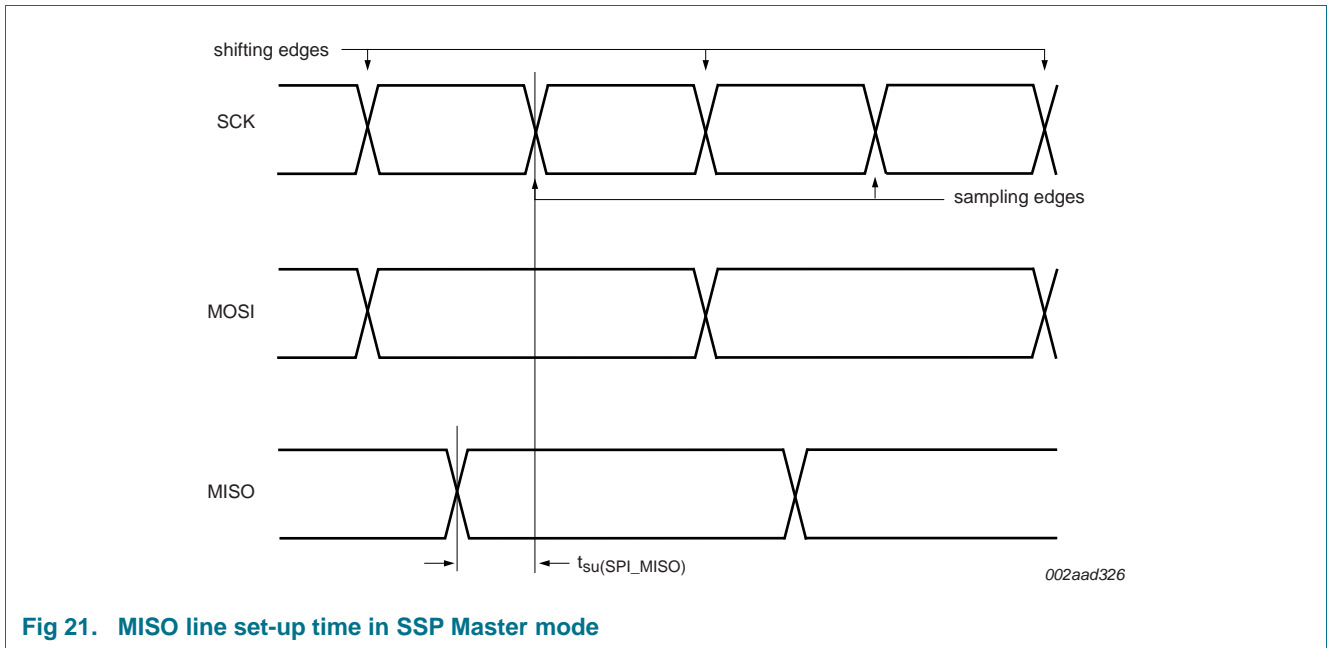 shifting edges
SCK
sampling edges
MOSI
MISO
tsu(SPI_MISO)
002aad326
Fig 21. MISO line set-up time in SSP Master mode